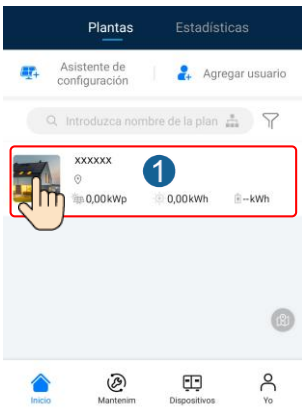 Plantas Estadísticas
Asistente de
configuración
Agregar usuario
Introduzca nombre de la plan
xxxxxx
1
0,00kWp 0,00kWh --kWh
Inicio Mantenim Dispositivos Yo